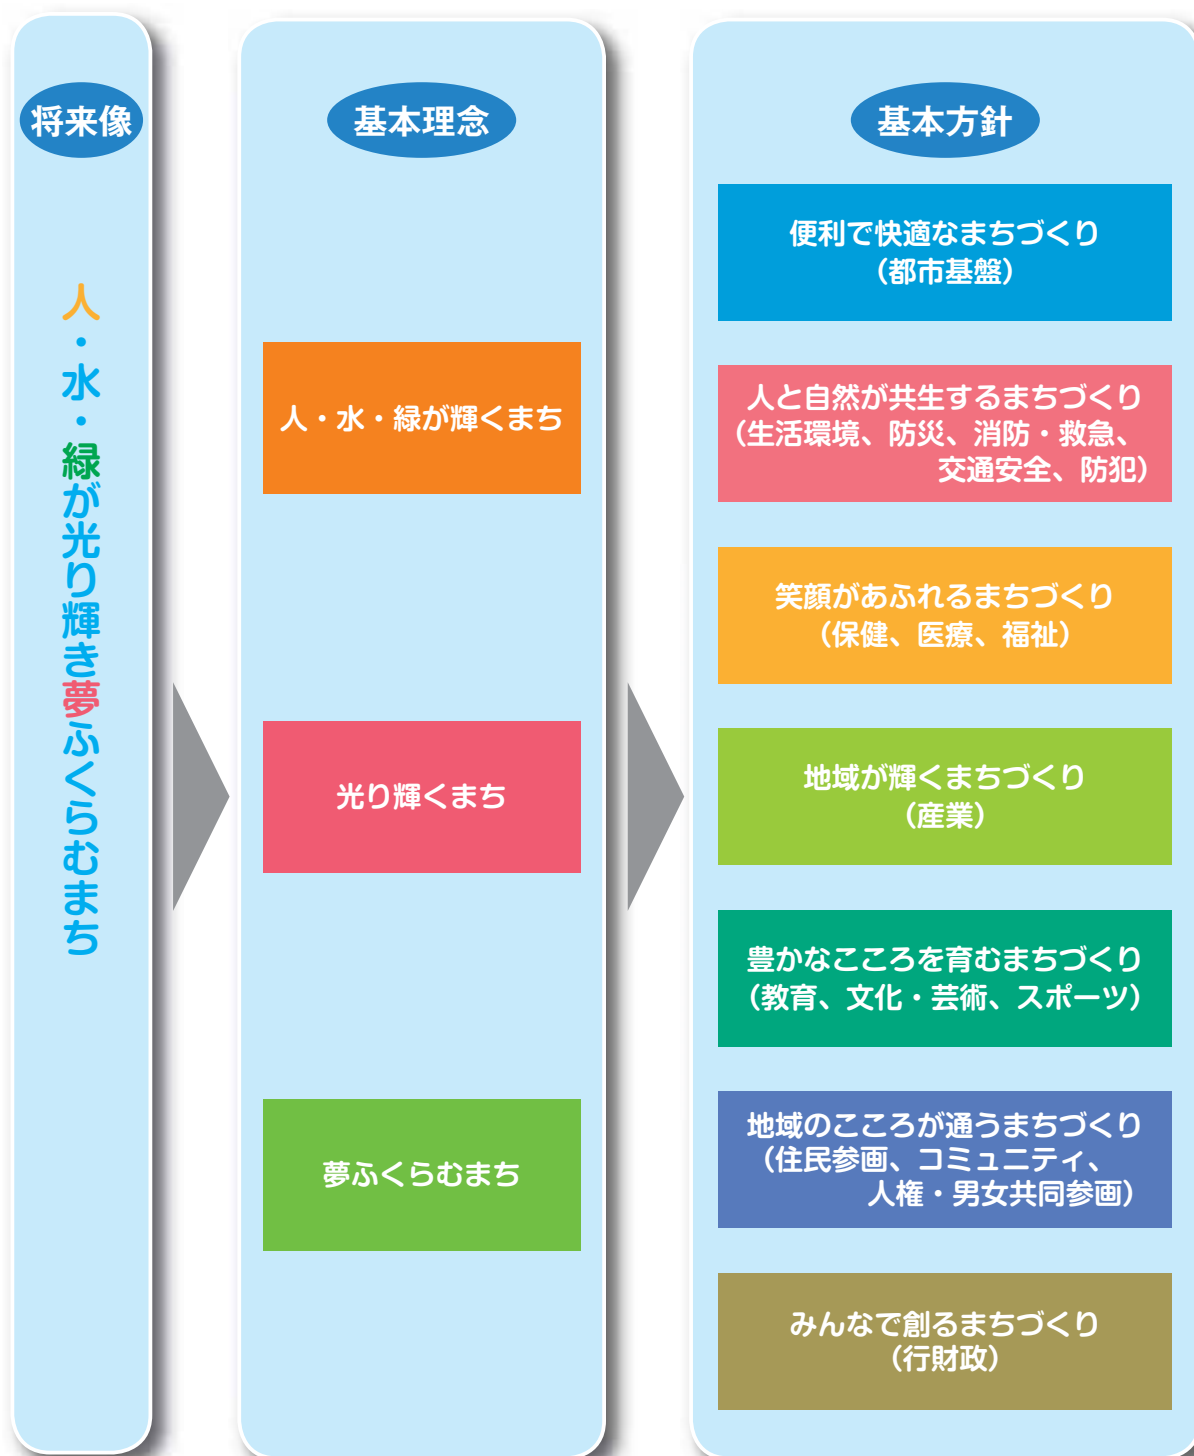 将来像
人・水・緑が光り輝き夢ふくらむまち
基本理念
人・水・緑が輝くまち
光り輝くまち
夢ふくらむまち
基本方針
便利で快適なまちづくり
（都市基盤）
人と自然が共生するまちづくり
（生活環境、防災、消防・救急、
交通安全、防犯）
笑顔があふれるまちづくり
（保健、医療、福祉）
地域が輝くまちづくり
（産業）
豊かなこころを育むまちづくり
（教育、文化・芸術、スポーツ）
地域のこころが通うまちづくり
（住民参画、コミュニティ、
人権・男女共同参画）
みんなで創るまちづくり
（行財政）